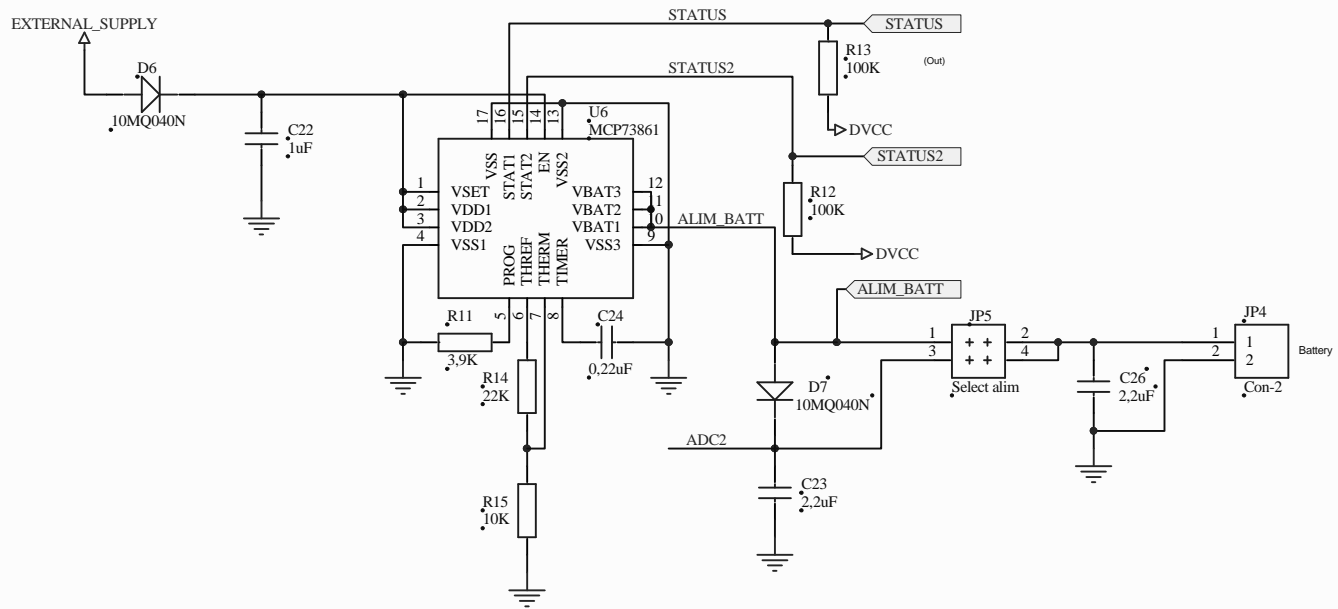 STATUS
STATUS
EXTERNAL_SUPPLY
R13
100K
(Out)
D6
10MQ040N
STATUS2
17
16
15
14
13
U6
MCP73861
C22
1uF
DVCC
STATUS2
VSS
STAT1
STAT2
EN
VSS2
1
VSET
2
VDD1
3
VDD2
4
VSS1
VBAT3
12
VBAT2
1
VBAT1
0
VSS3
9
ALIM_BATT
R12
100K
DVCC
PROG
THREF
THERM
TIMER
5
6
7
8
ALIM_BATT
R11
3,9K
C24
0,22uF
JP5
1
2
3
4
Select alim
JP4
1
1
2
2
Battery
Con-2
R14
22K
D7
10MQ040N
C26
2,2uF
ADC2
C23
2,2uF
R15
10K